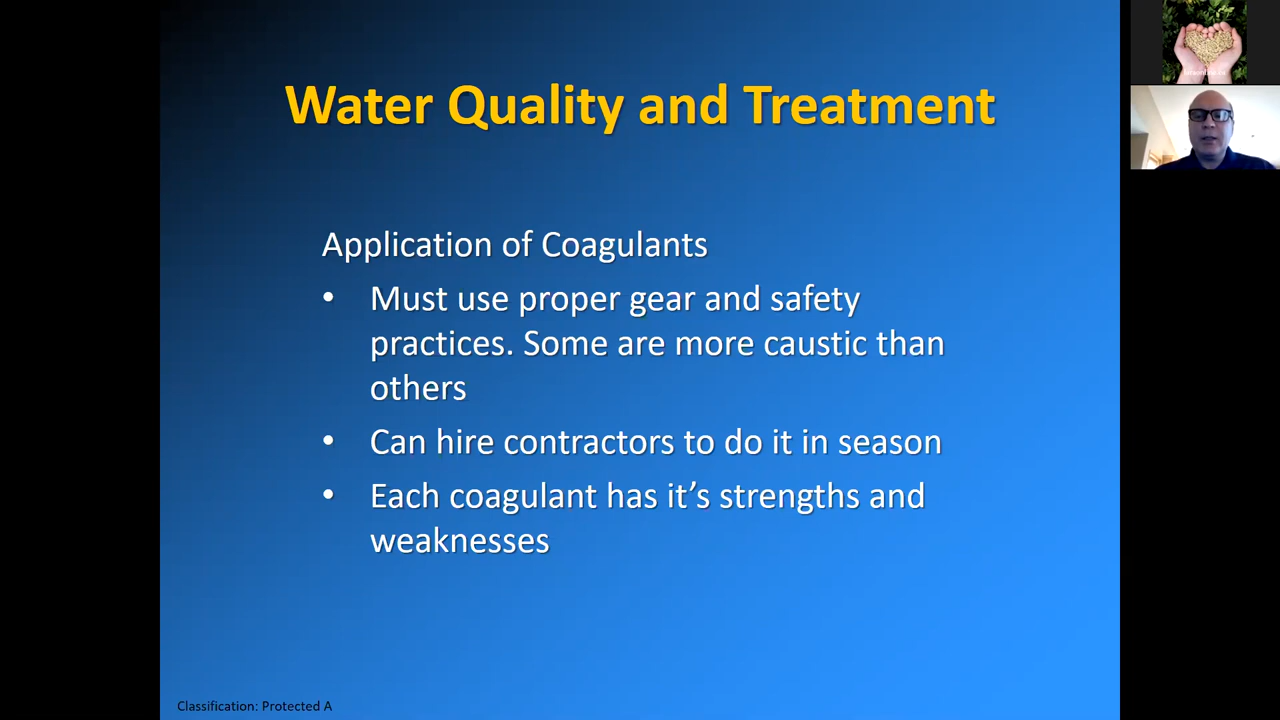 Water Quality and Treatment
Application of Coagulants
• Must use proper gear and safety
practices. Some are more caustic than
others
• Can hire contractors to do it in season
• Each coagulant has it’s strengths and
weaknesses
Classification: Protected A